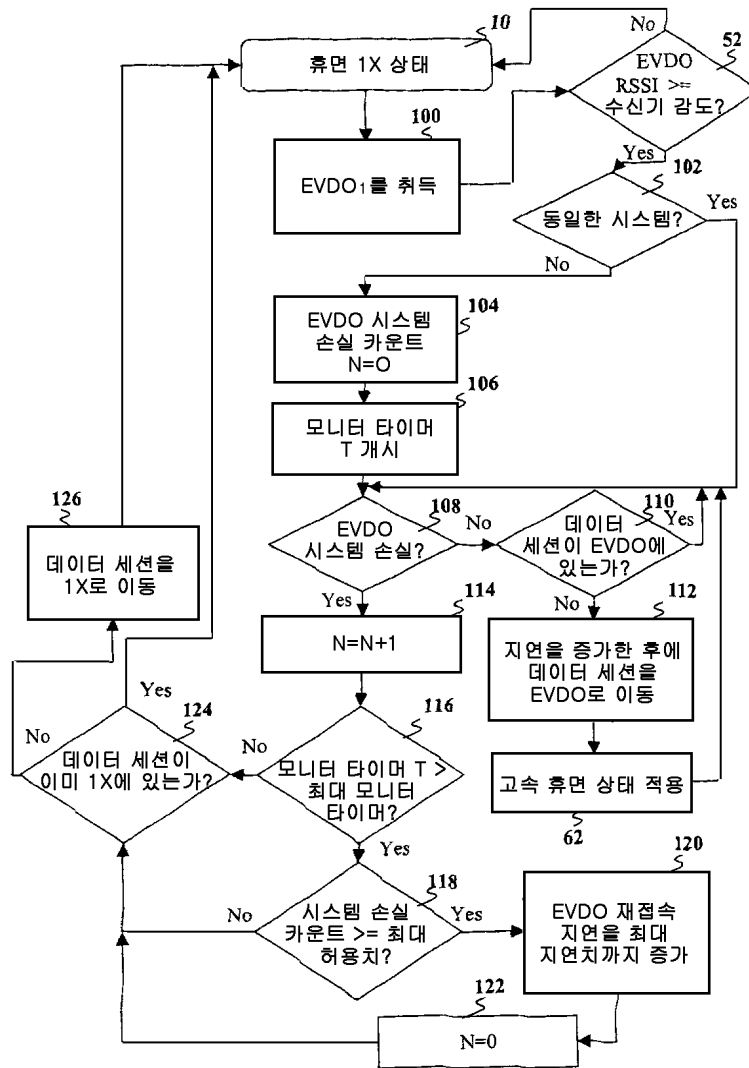 No
10
휴면 1X 상태
52
EVDO
RSSI >=
수신기 감도?
100
EVDO₁를 취득
Yes
102
동일한 시스템?
Yes
No
EVDO 시스템
손실 카운트
N=O
104
106
모니터 타이머
T 개시
126
데이터 세션을
1X로 이동
108
EVDO
시스템 손실?
No
110
데이터
세션이 EVDO에
있는가?
Yes
Yes
114
No
112
N=N+1
지연을 증가한 후에
데이터 세션을
EVDO로 이동
Yes
124
No
데이터 세션이
이미 1X에 있는가?
No
116
모니터 타이머 T >
최대 모니터
타이머?
고속 휴면 상태 적용
62
Yes
120
No
118
시스템 손실
카운트 >= 최대
허용치?
Yes
EVDO 재접속
지연을 최대
지연치까지 증가
122
N=0